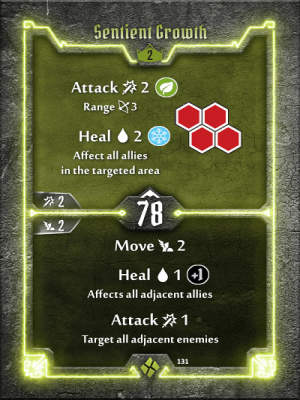 Sentient Growth
2
Attack 2
Range 3
Heal 2
Affect all allies
in the targeted area
2
78
2
Move 2
Heal 1 +1
Affects all adjacent allies
Attack 1
Target all adjacent enemies
131